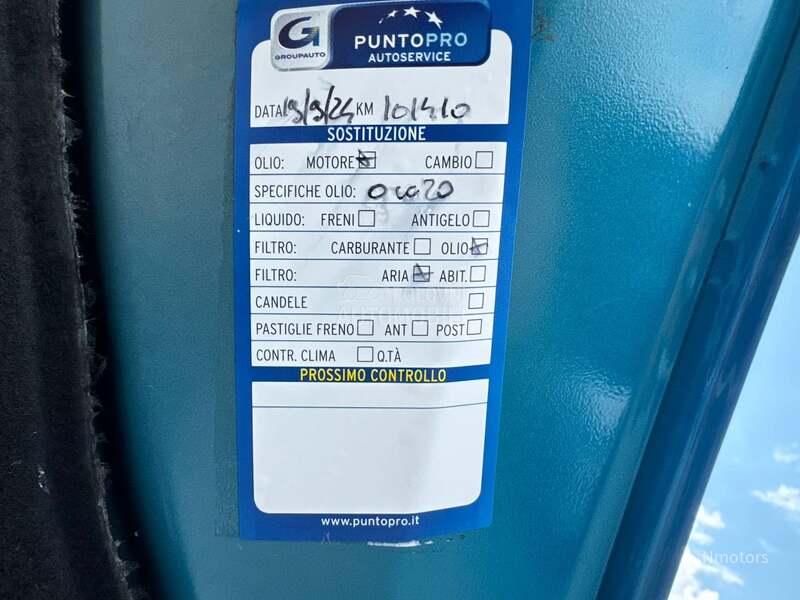 G
GROUPAUTO
PUNTOPRO
AUTOSERVICE
DATA 19/9/24 KM 101410
SOSTITUZIONE
OLIO: MOTORE CAMBIO
SPECIFICHE OLIO: 0W20
LIQUIDO: FRENI ANTIGELO
FILTRO: CARBURANTE OLIO
FILTRO: ARIA ABIT.
CANDELE
PASTIGLIE FRENO ANT POST
CONTR. CLIMA Q.TÀ
PROSSIMO CONTROLLO
www.puntopro.it
Nmotors